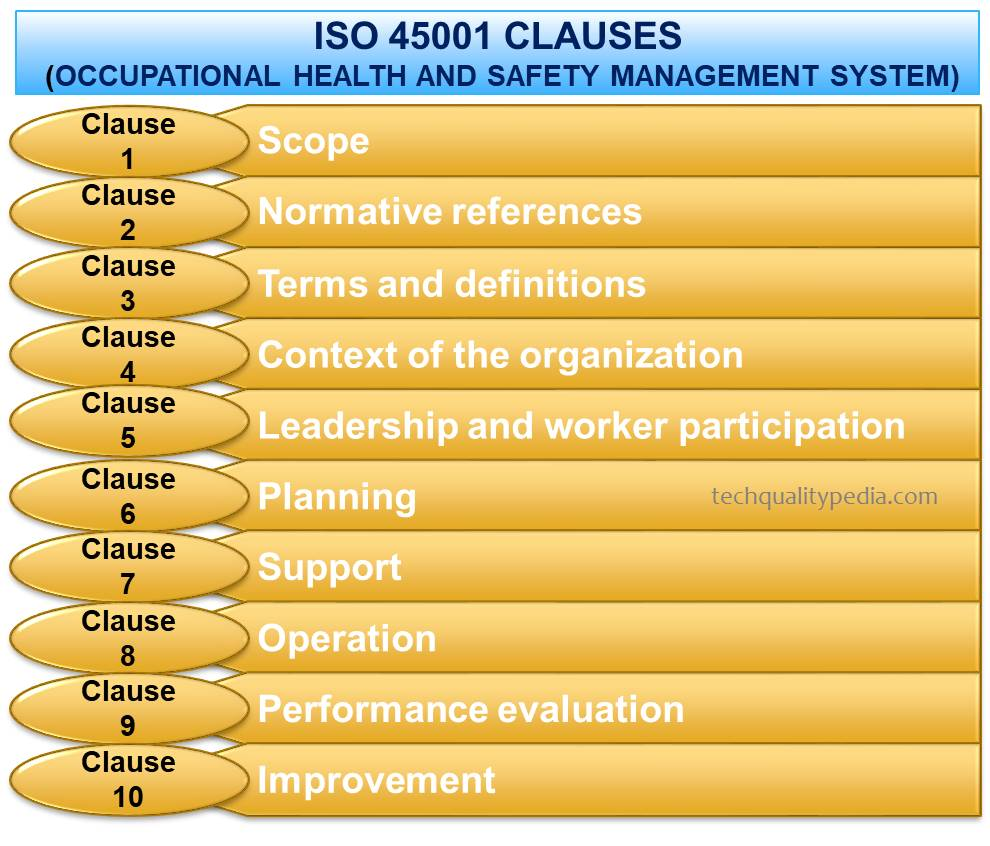 ISO 45001 CLAUSES
(OCCUPATIONAL HEALTH AND SAFETY MANAGEMENT SYSTEM)
Clause
1
Scope
Clause
2
Normative references
Clause
3
Terms and definitions
Clause
4
Context of the organization
Clause
5
Leadership and worker participation
Clause
6
Planning
techqualitypedia.com
Clause
7
Support
Clause
8
Operation
Clause
9
Performance evaluation
Clause
10
Improvement